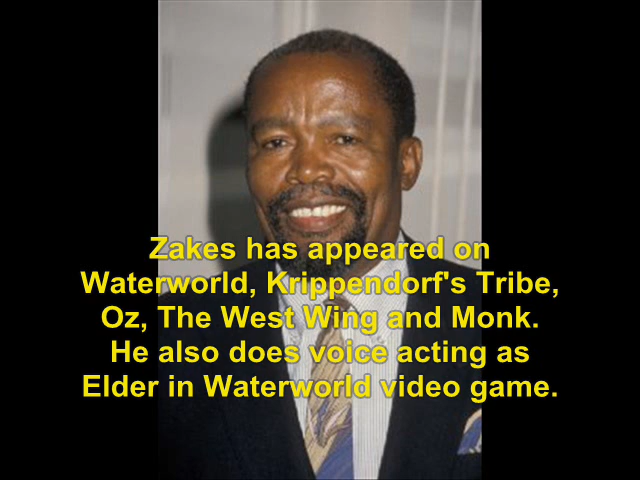 Zakes has appeared on
Waterworld, Krippendorf's Tribe,
Oz, The West Wing and Monk.
He also does voice acting as
Elder in Waterworld video game.